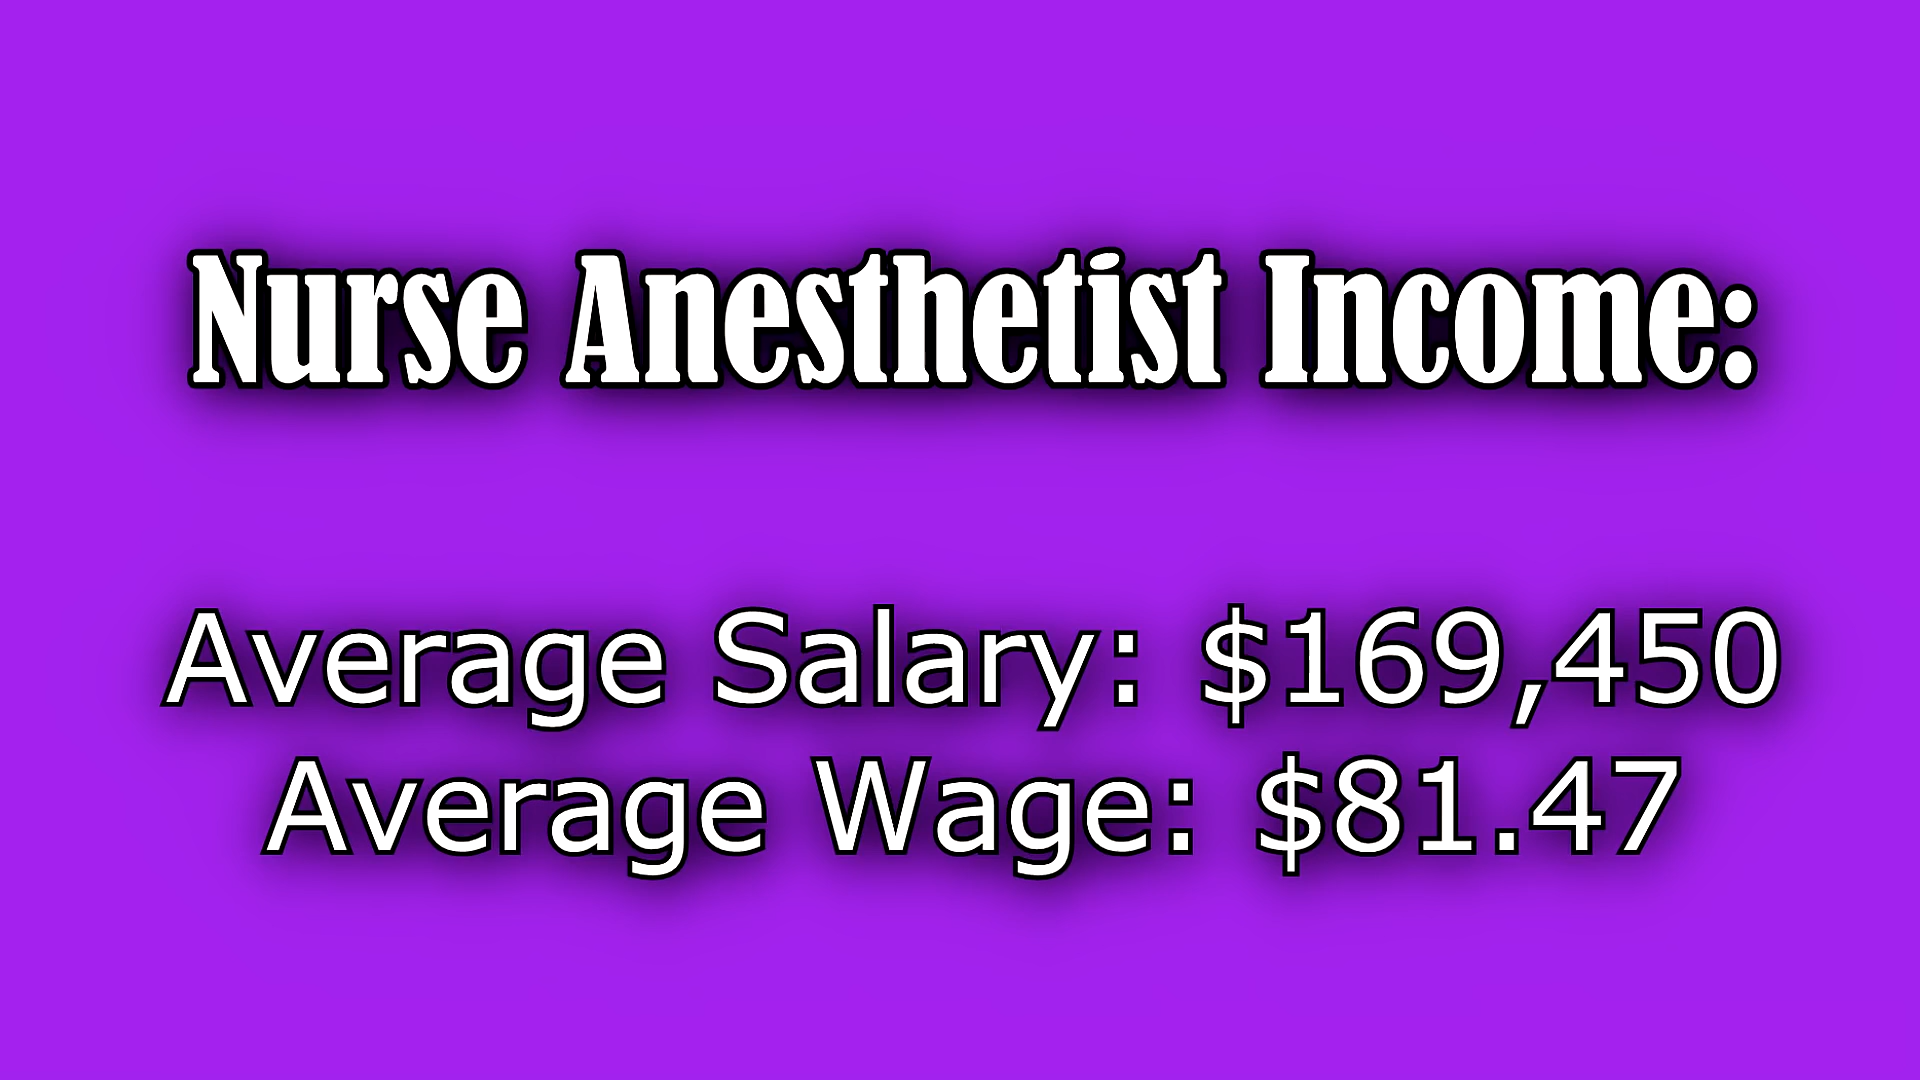 Nurse Anesthetist Income:
Average Salary: $169,450
Average Wage: $81.47